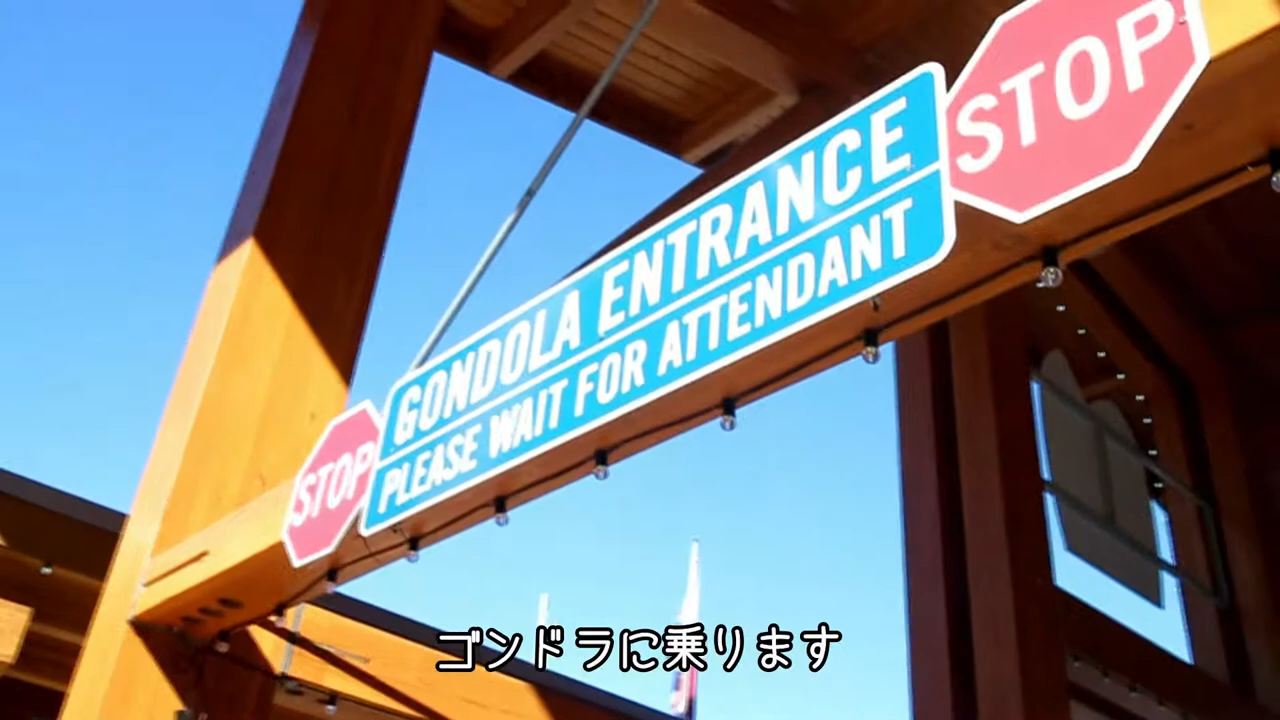 STOP
GONDOLA ENTRANCE
PLEASE WAIT FOR ATTENDANT
STOP
ゴンドラに乗ります